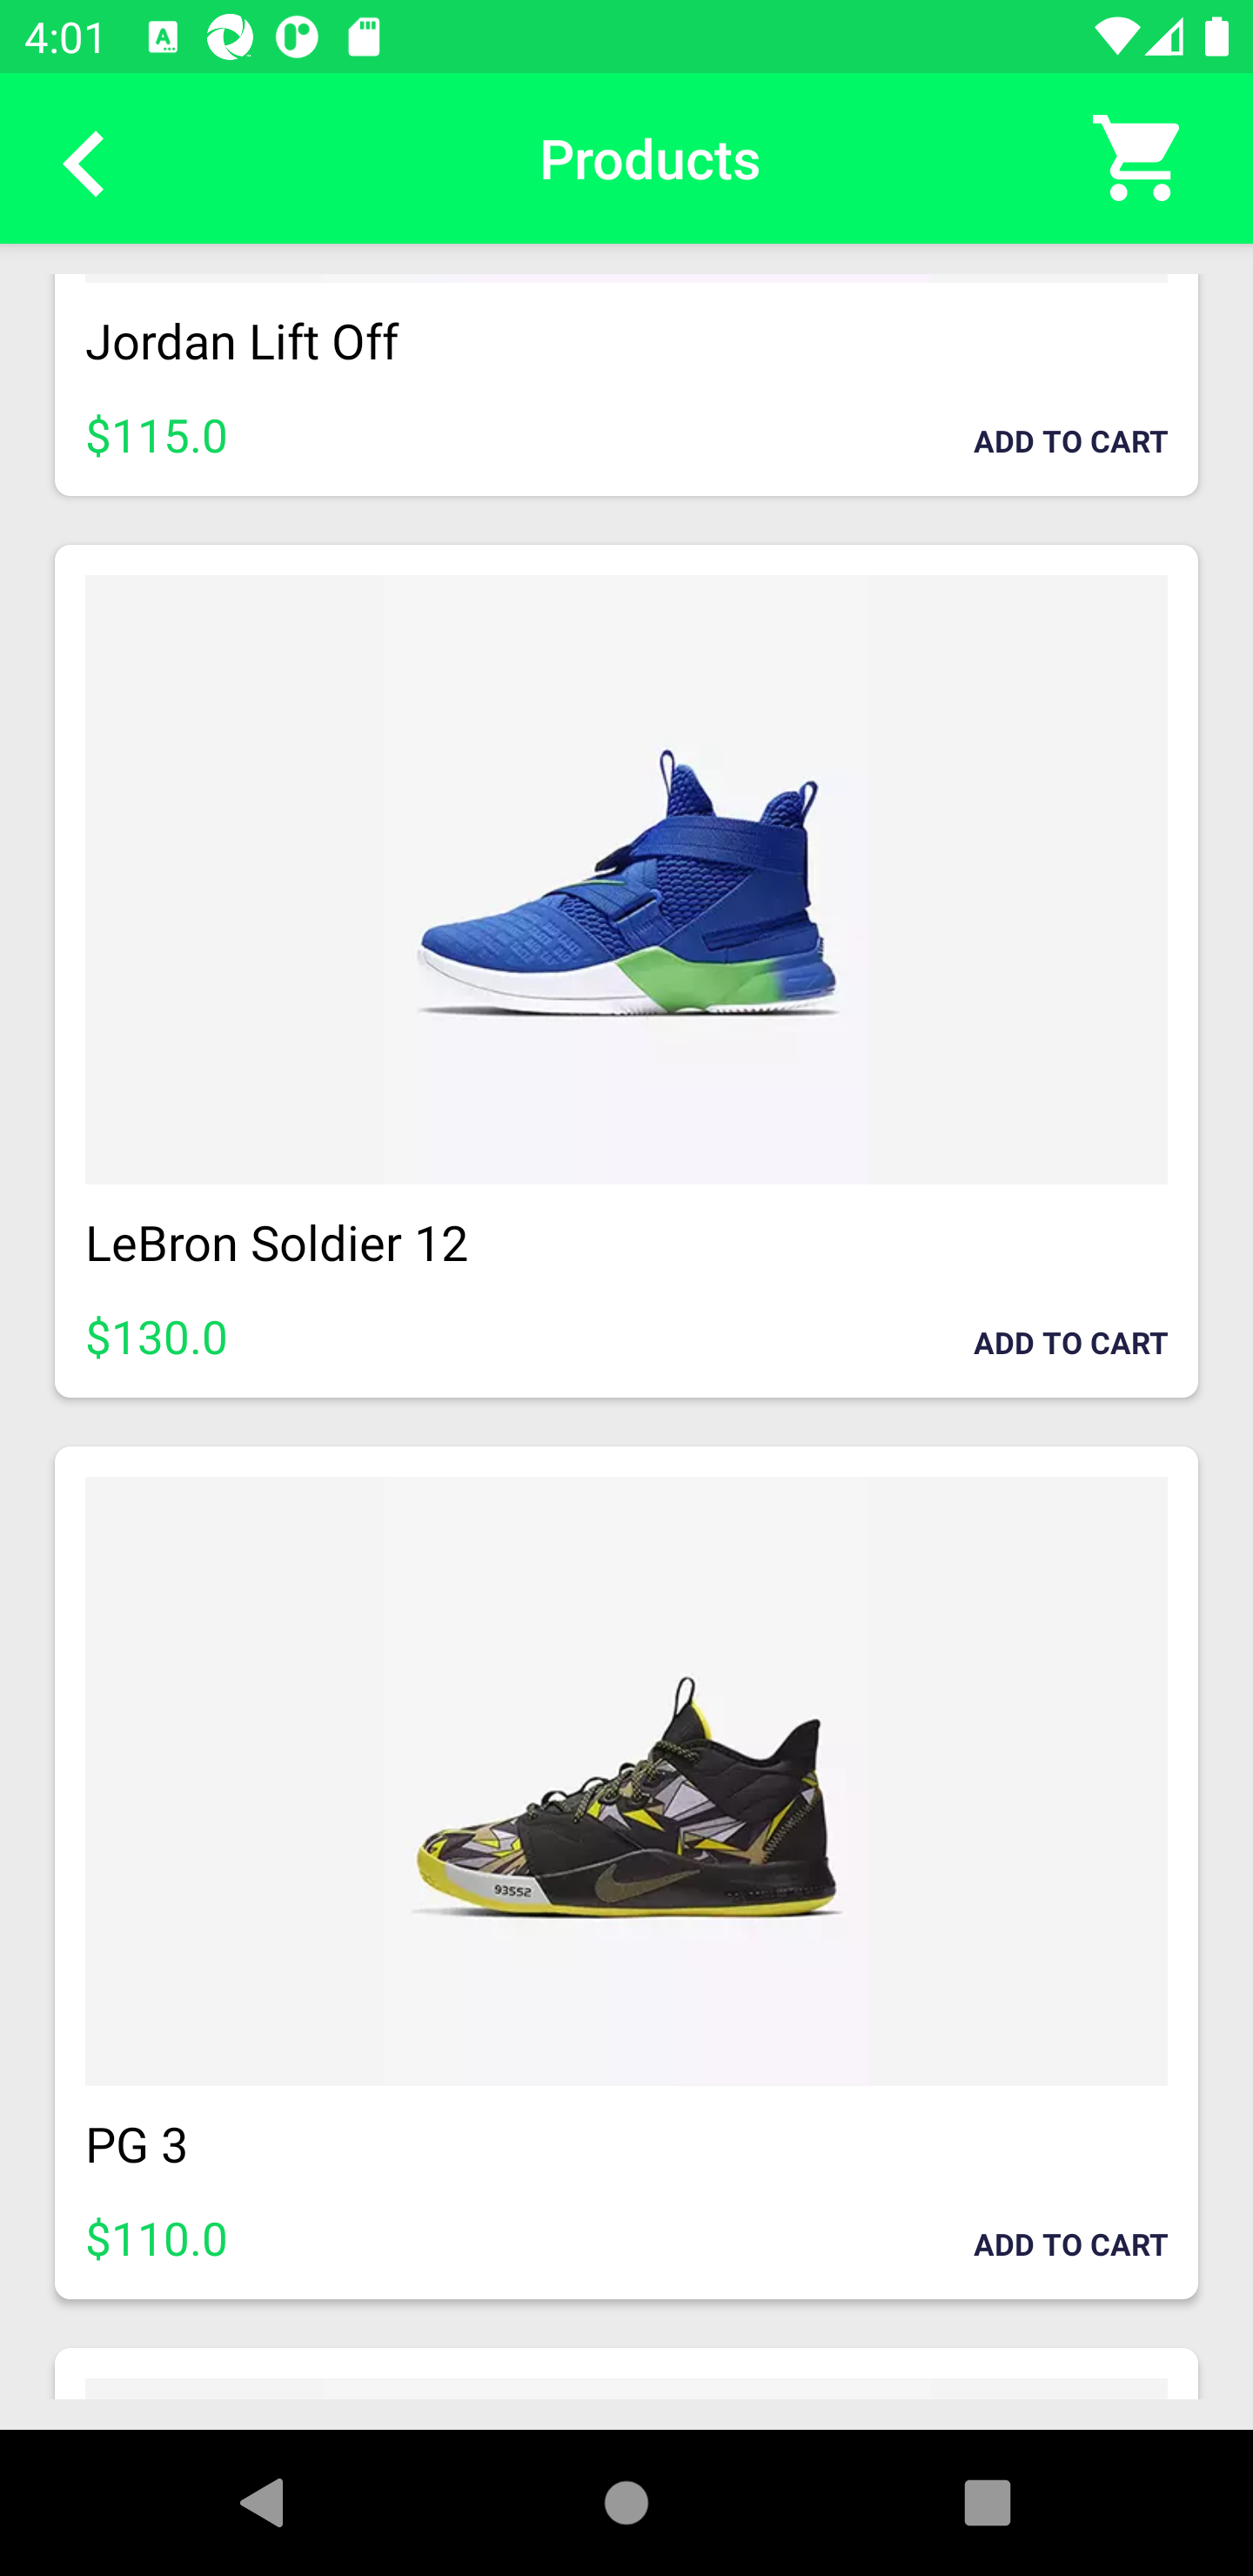 4:01
Products
Jordan Lift Off
$115.0
ADD TO CART
LeBron Soldier 12
$130.0
ADD TO CART
93552
PG 3
$110.0
ADD TO CART